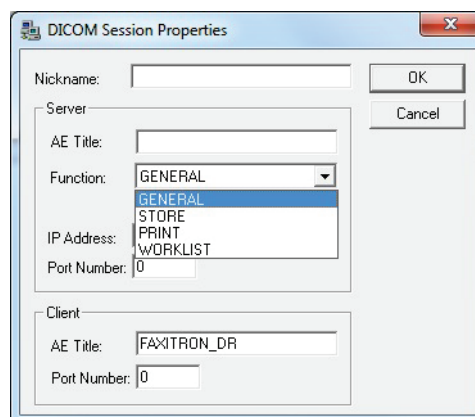 DICOM Session Properties
Nickname:
OK
Cancel
Server
AE Title:
Function: GENERAL
GENERAL
STORE
PRINT
WORKLIST
IP Address:
Port Number: 0
Client
AE Title: FAXITRON_DR
Port Number: 0